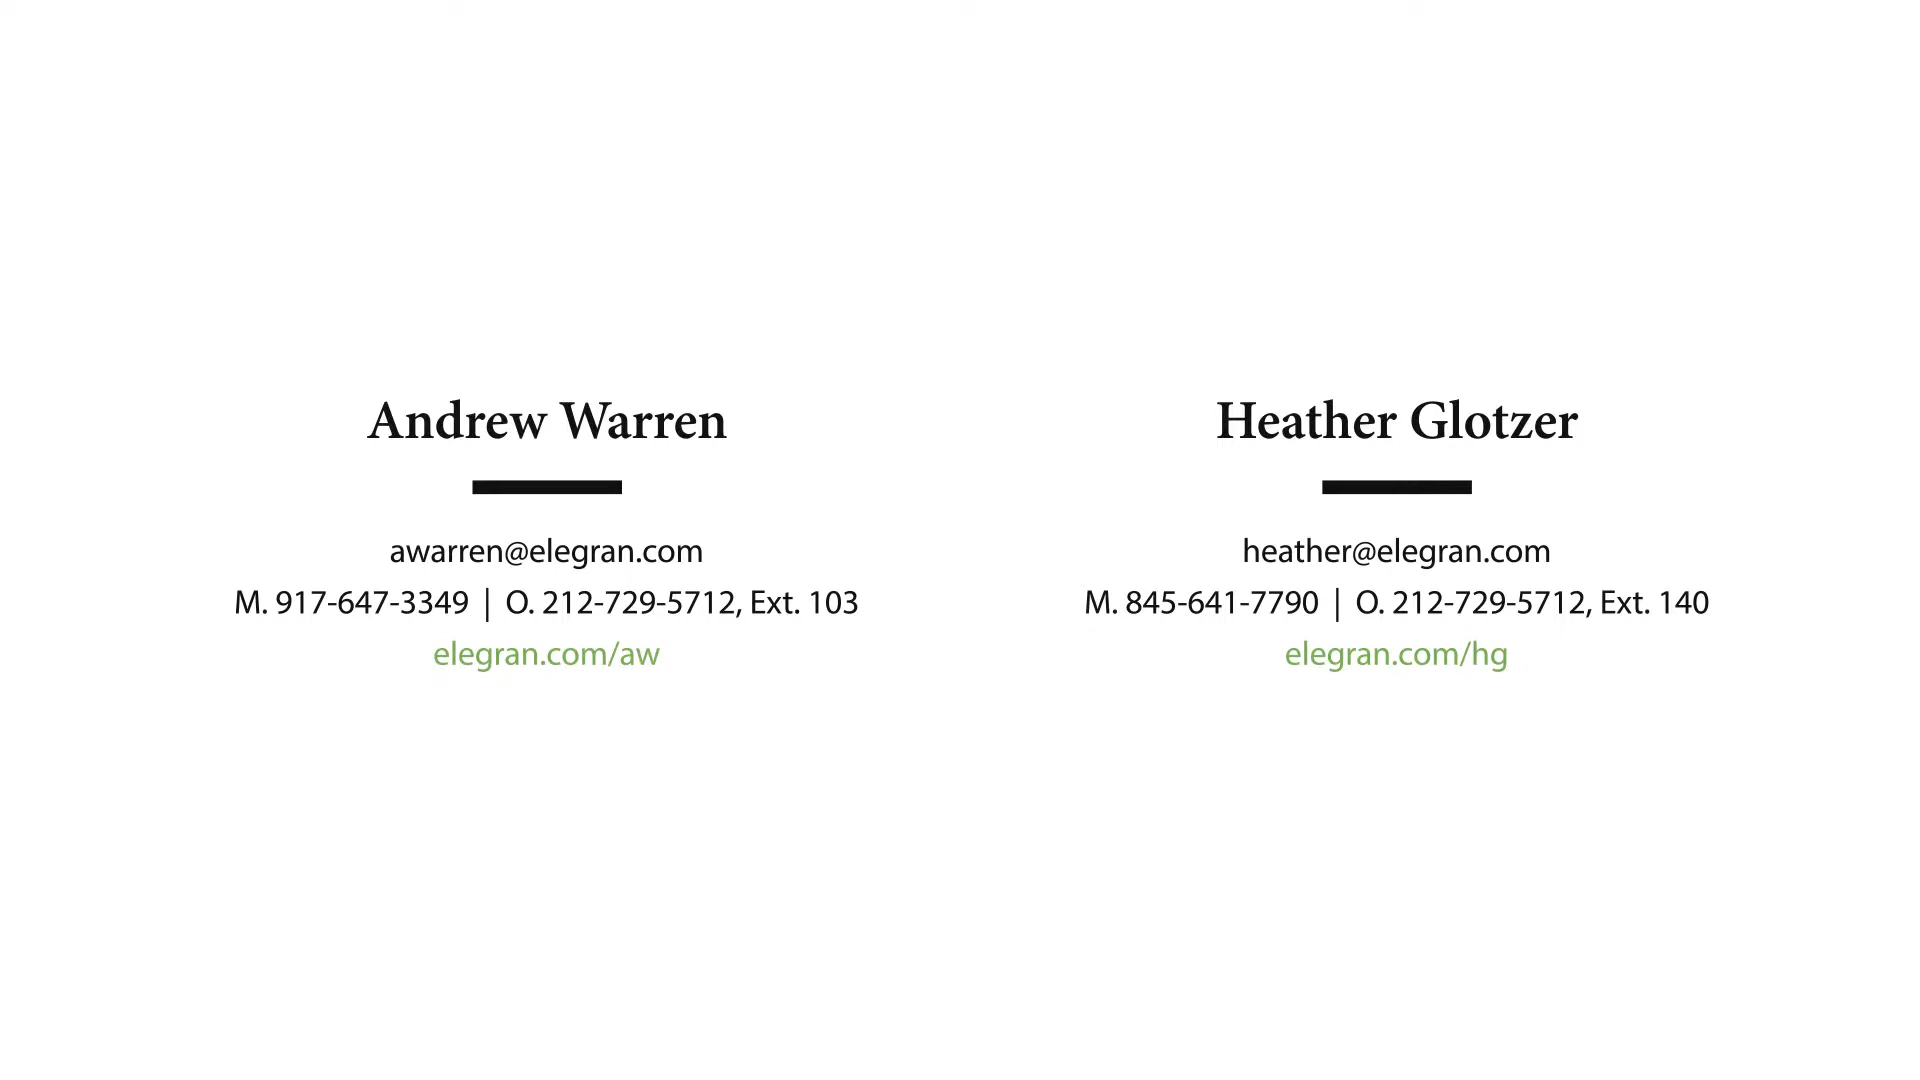 Andrew Warren
awarren@elegran.com
M. 917-647-3349 | O. 212-729-5712, Ext. 103
elegran.com/aw
Heather Glotzer
heather@elegran.com
M. 845-641-7790 | O. 212-729-5712, Ext. 140
elegran.com/hg